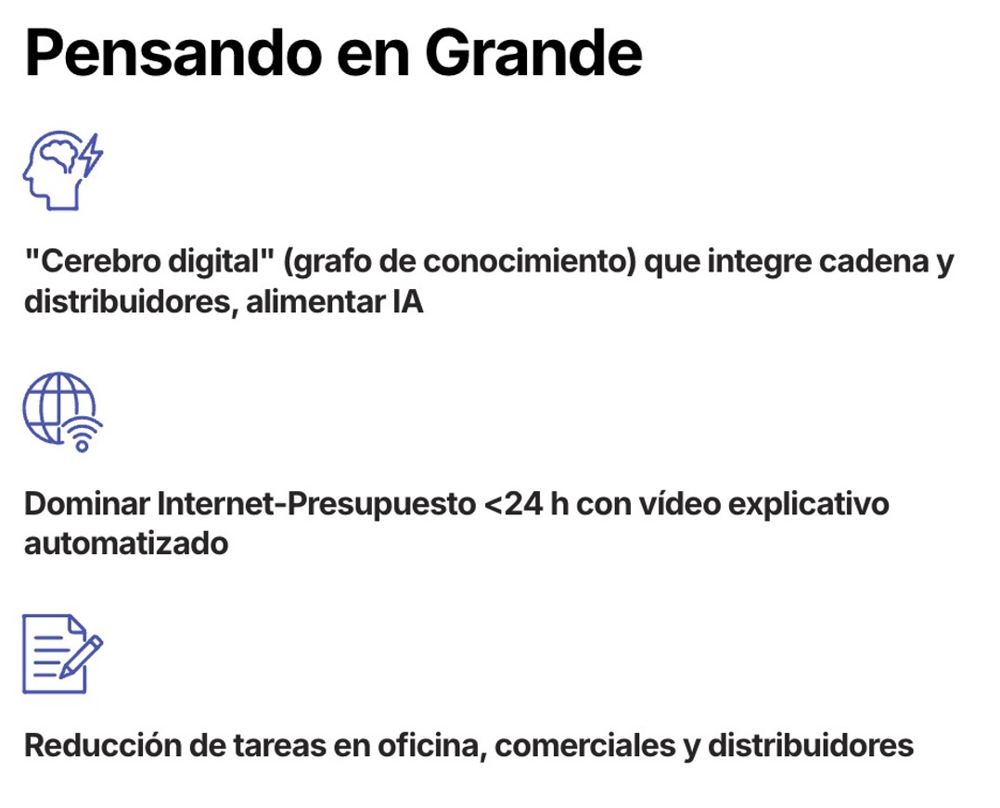 Pensando en Grande
"Cerebro digital" (grafo de conocimiento) que integre cadena y
distribuidores, alimentar IA
Dominar Internet-Presupuesto <24 h con vídeo explicativo
automatizado
Reducción de tareas en oficina, comerciales y distribuidores